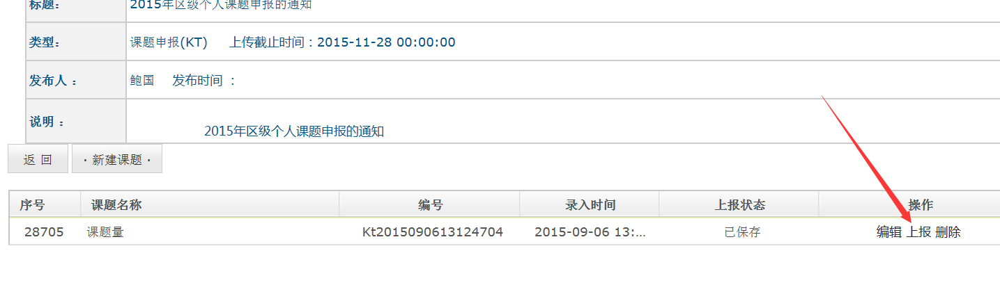 标题: 2015年区级个人课题申报的通知
类型: 课题申报(KT) 上传截止时间：2015-11-28 00:00:00
发布人 ： 鲍国 发布时间 ：
说明 ： 2015年区级个人课题申报的通知
返 回 · 新建课题 ·
序号 课题名称 编号 录入时间 上报状态 操作
28705 课题量 Kt2015090613124704 2015-09-06 13:... 已保存 编辑 上报 删除